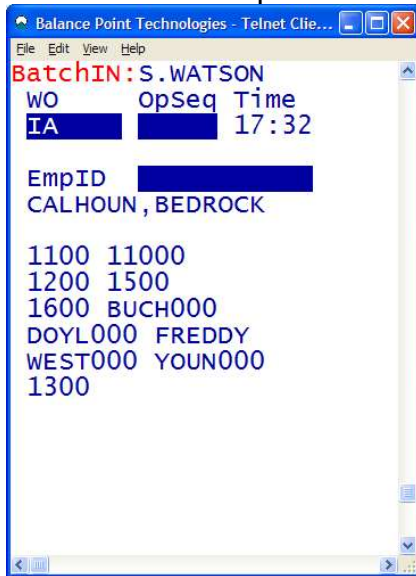 Balance Point Technologies - Telnet Clie...
File Edit View Help
BatchIN:S.WATSON
WO OpSeq Time
IA 17:32
EmpID
CALHOUN,BEDROCK
1100 11000
1200 1500
1600 BUCH000
DOYL000 FREDDY
WEST000 YOUN000
1300